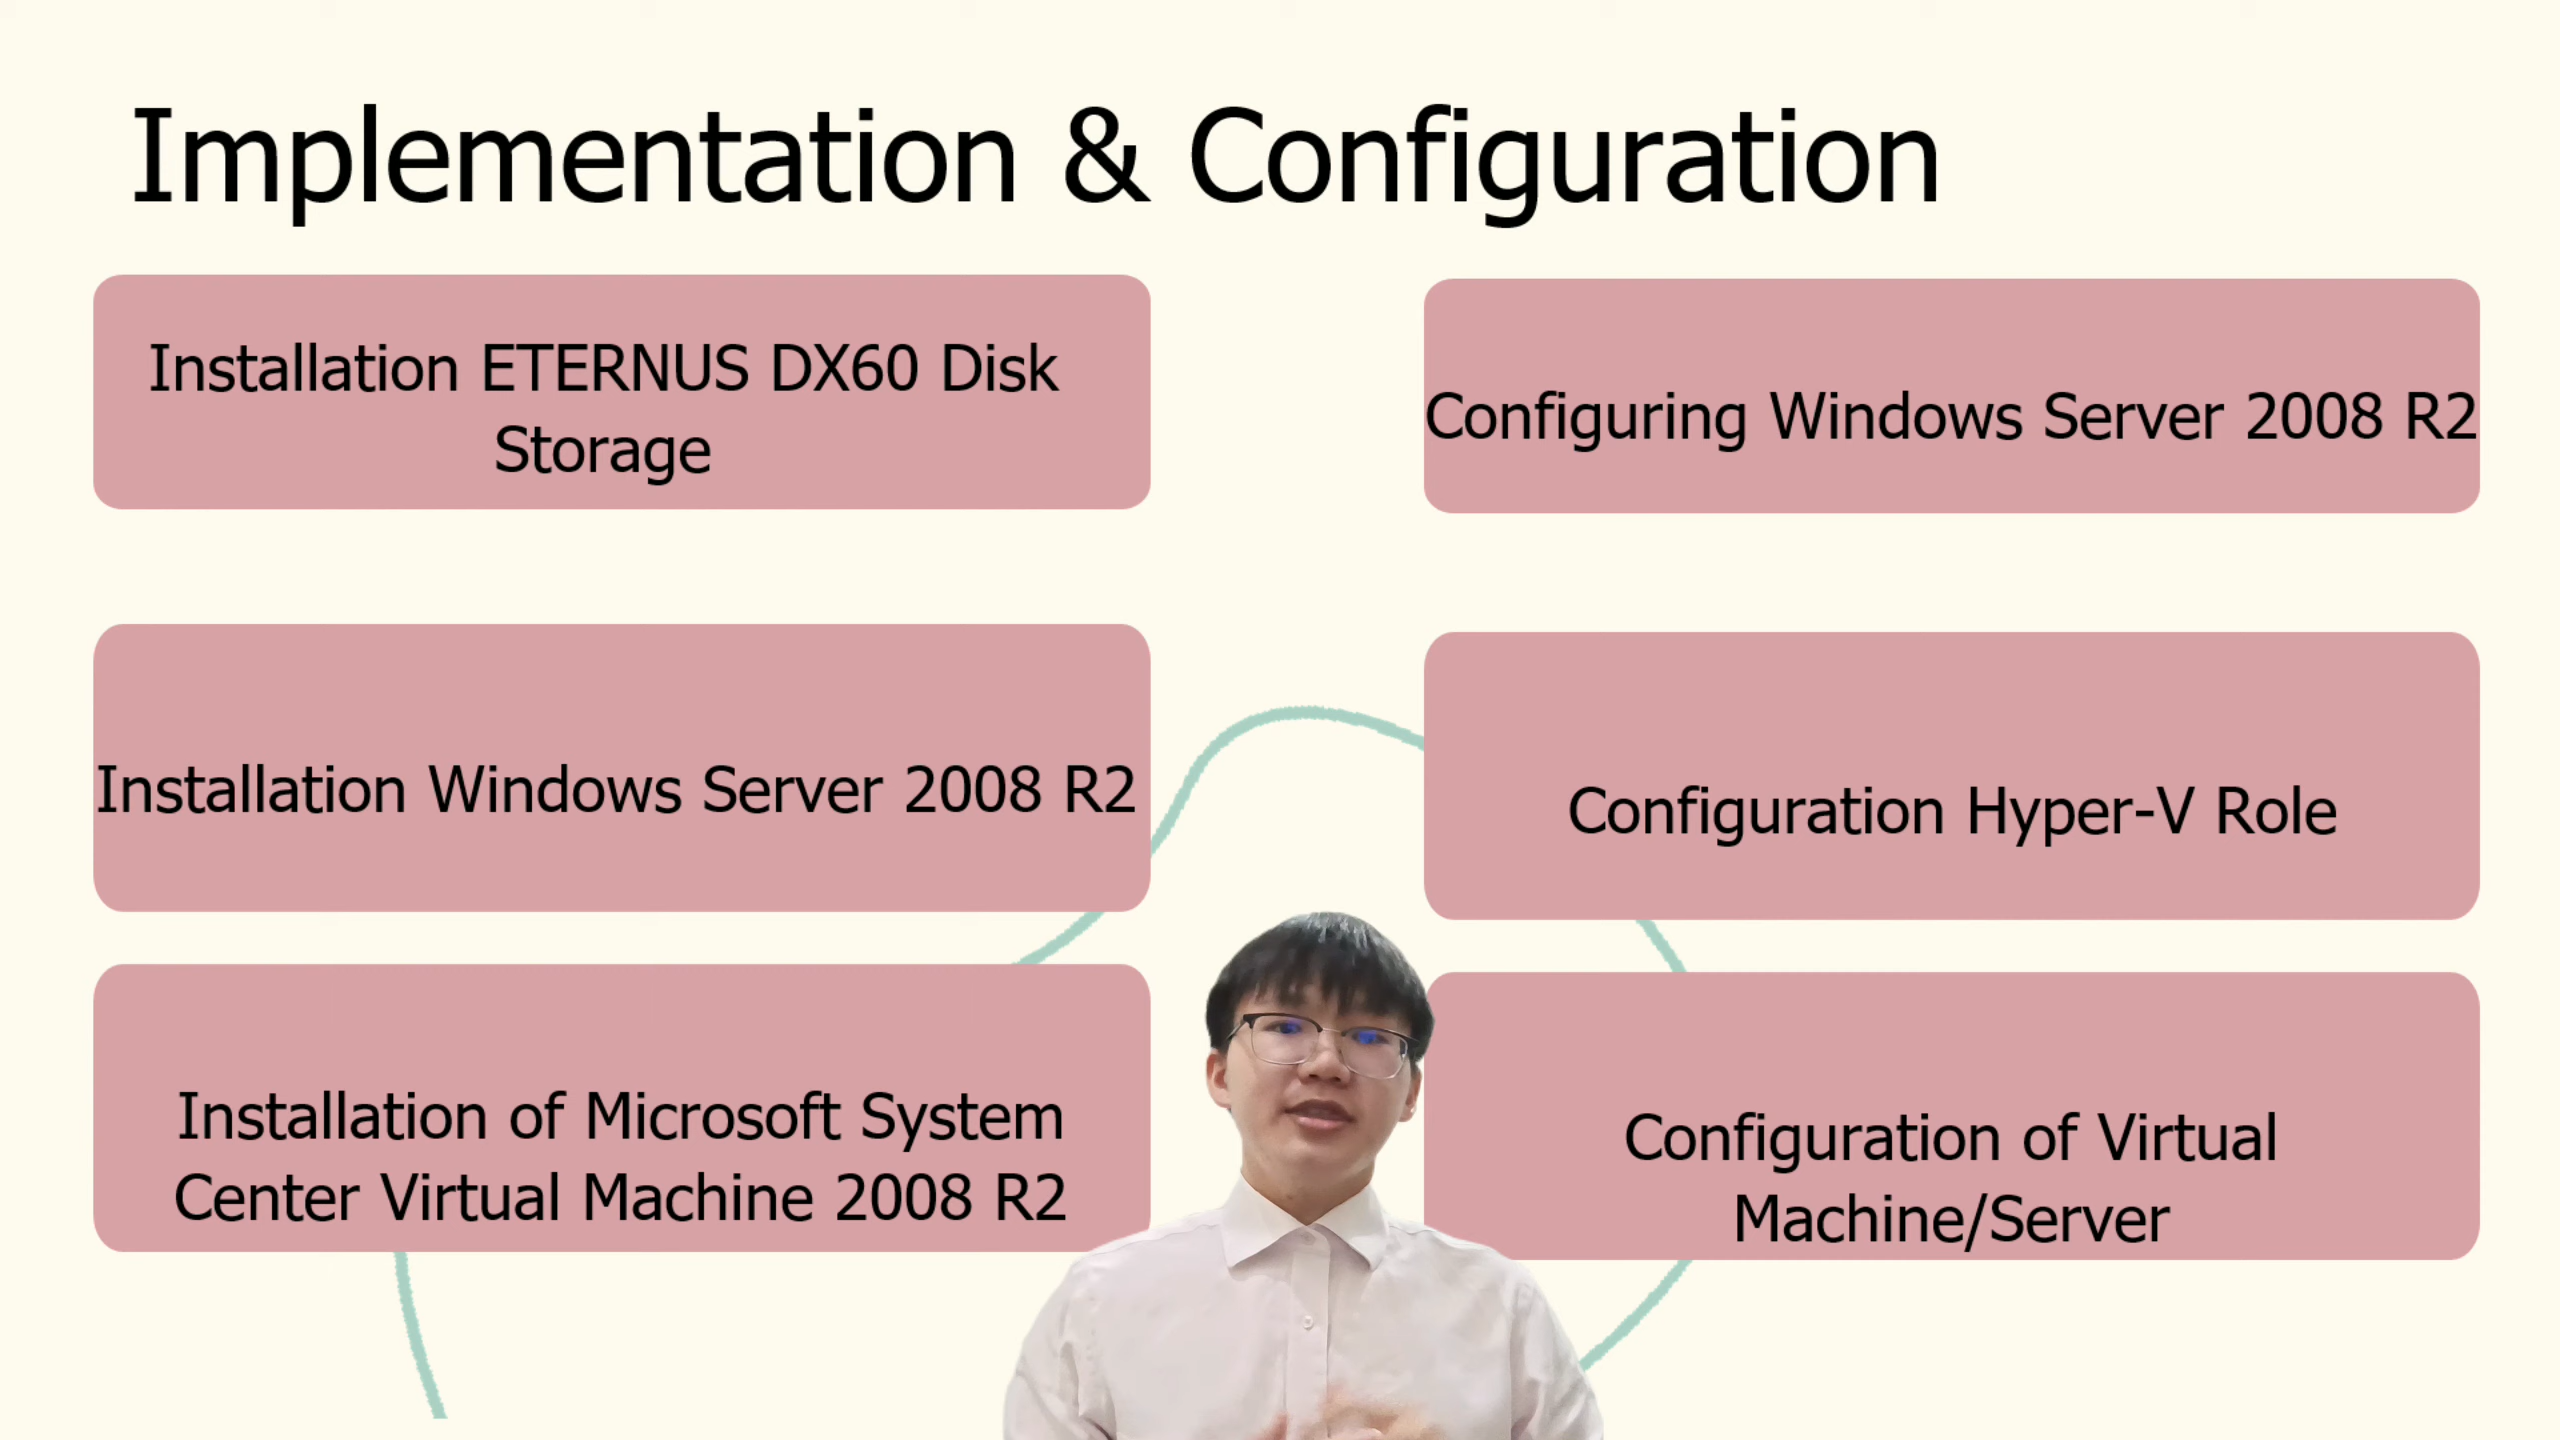 Implementation & Configuration
Installation ETERNUS DX60 Disk
Storage
Configuring Windows Server 2008 R2
Installation Windows Server 2008 R2
Configuration Hyper-V Role
Installation of Microsoft System
Center Virtual Machine 2008 R2
Configuration of Virtual
Machine/Server